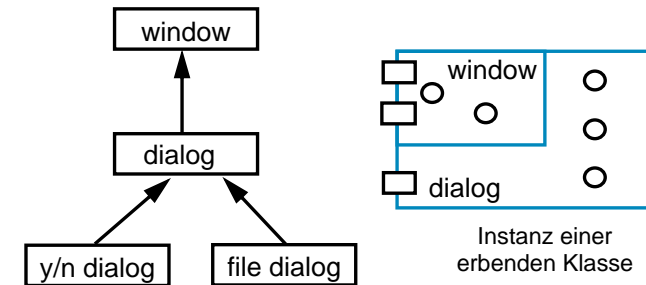 window
dialog
y/n dialog
file dialog
window
dialog
Instanz einer
erbenden Klasse